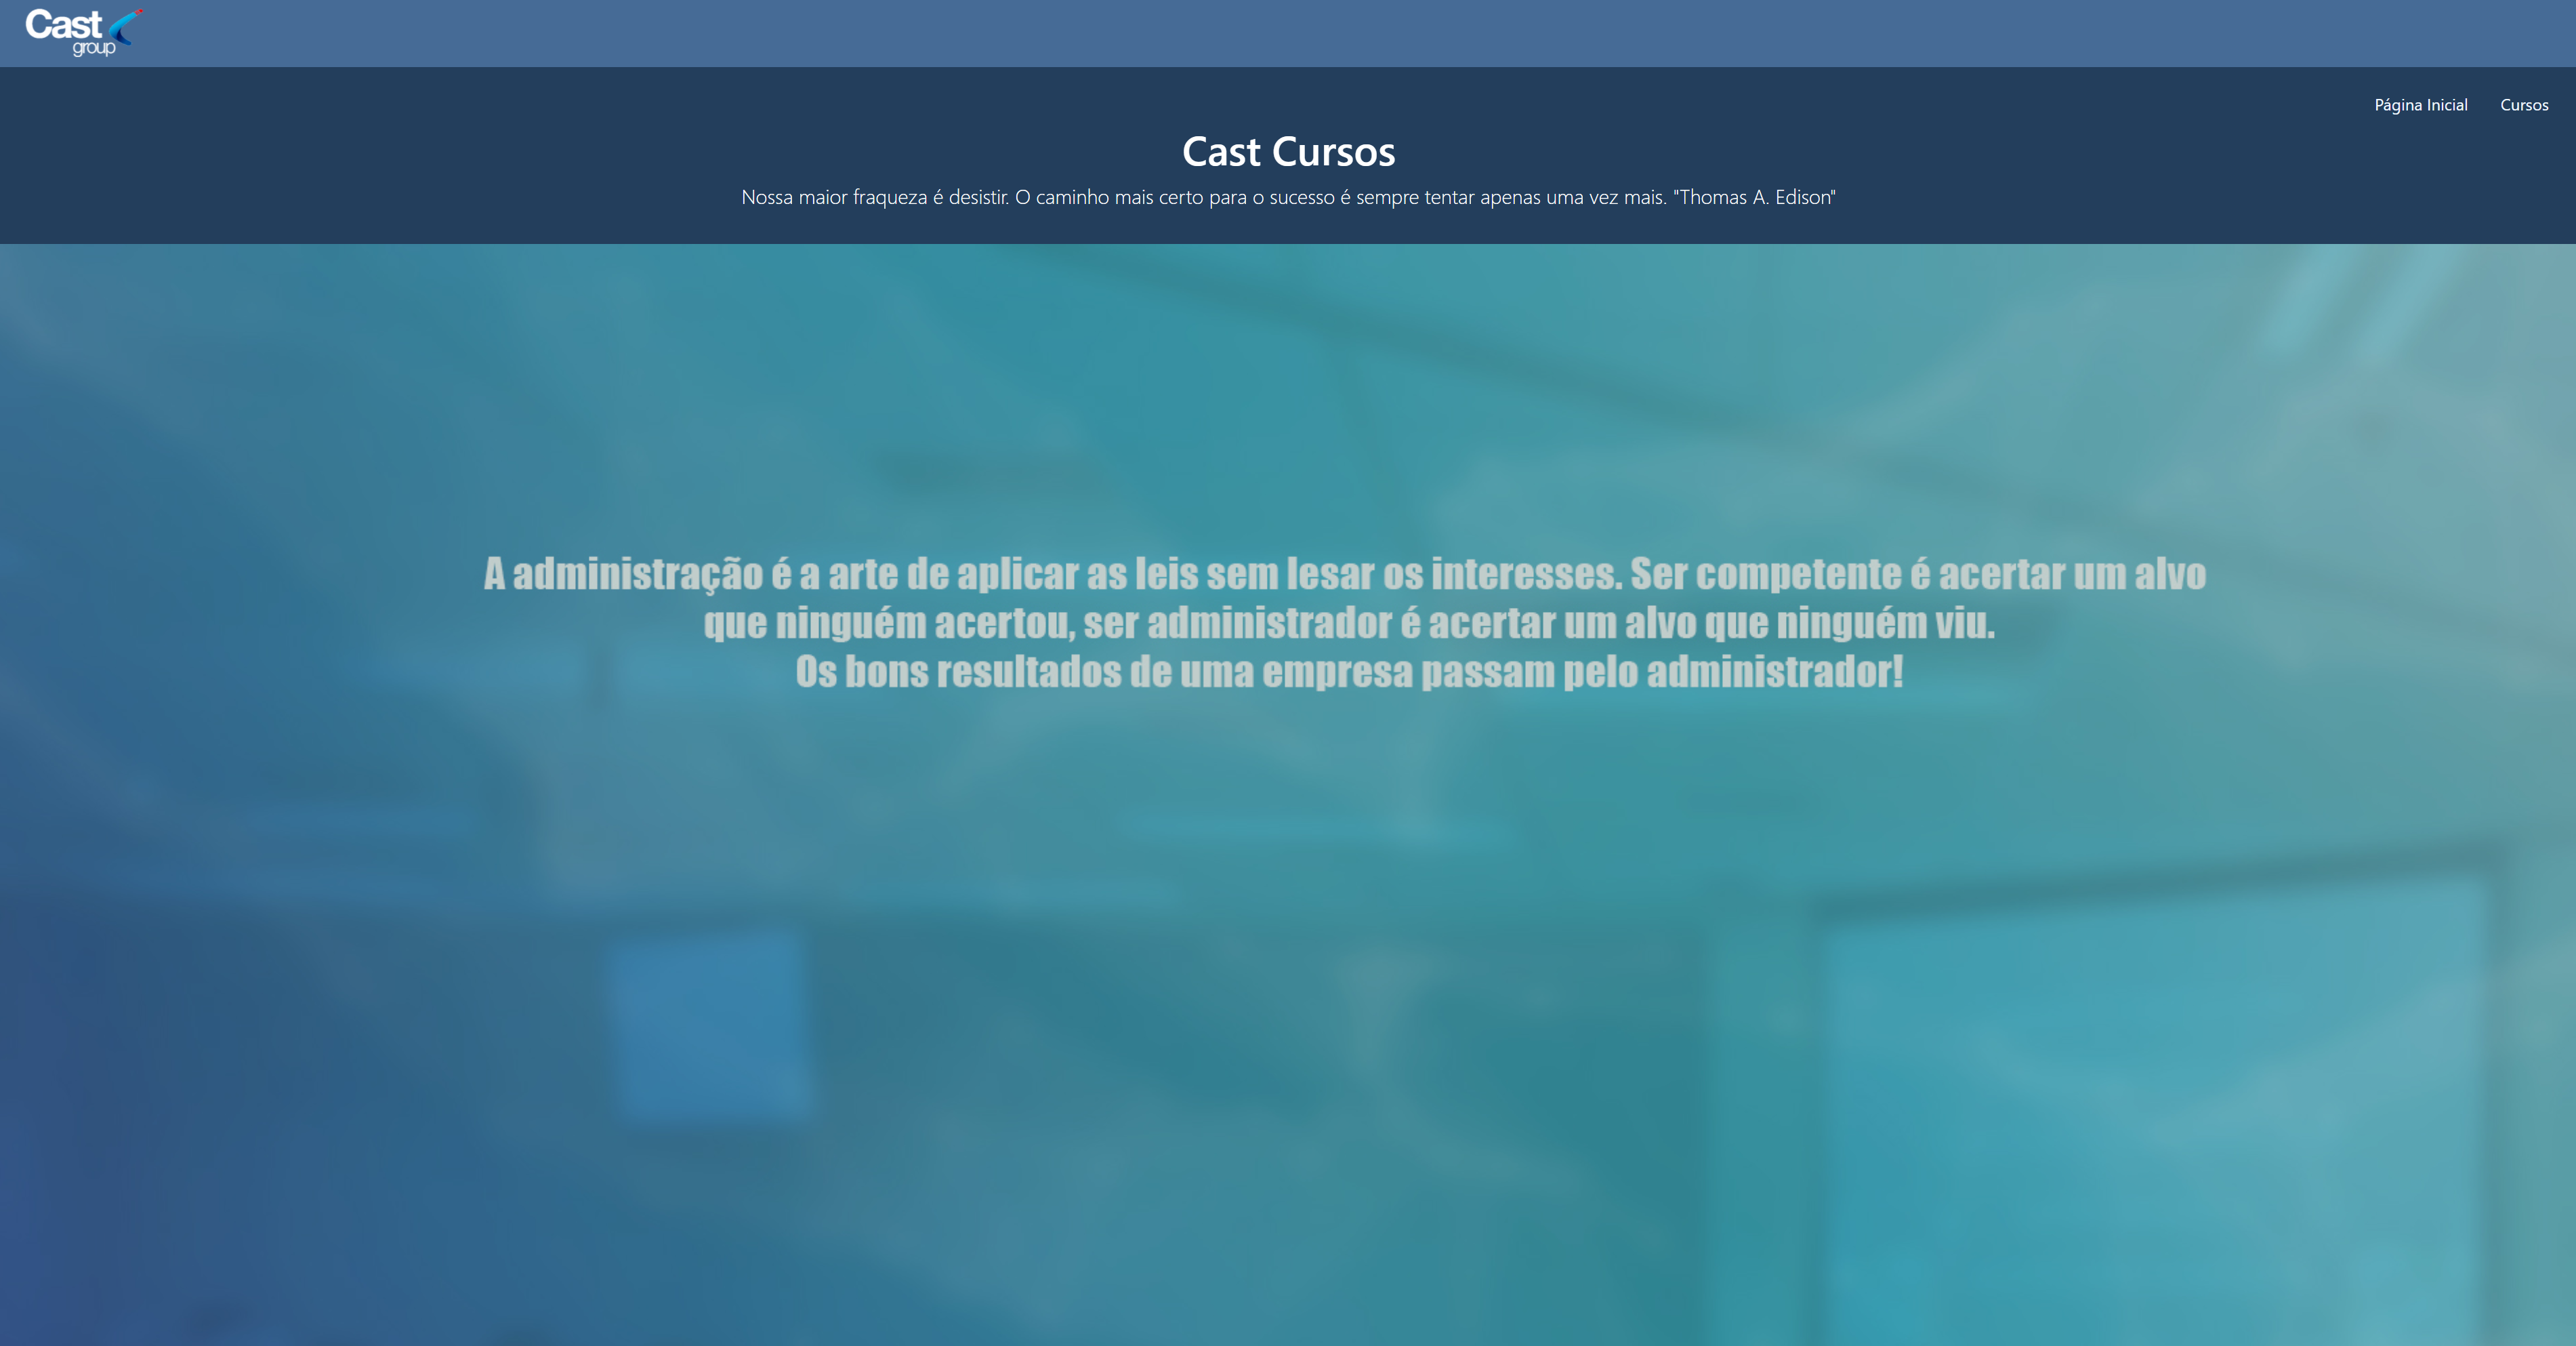 Cast
group
Página Inicial
Cursos
Cast Cursos
Nossa maior fraqueza é desistir. O caminho mais certo para o sucesso é sempre tentar apenas uma vez mais. "Thomas A. Edison"
A administração é a arte de aplicar as leis sem lesar os interesses. Ser competente é acertar um alvo
que ninguém acertou, ser administrador é acertar um alvo que ninguém viu.
Os bons resultados de uma empresa passam pelo administrador!